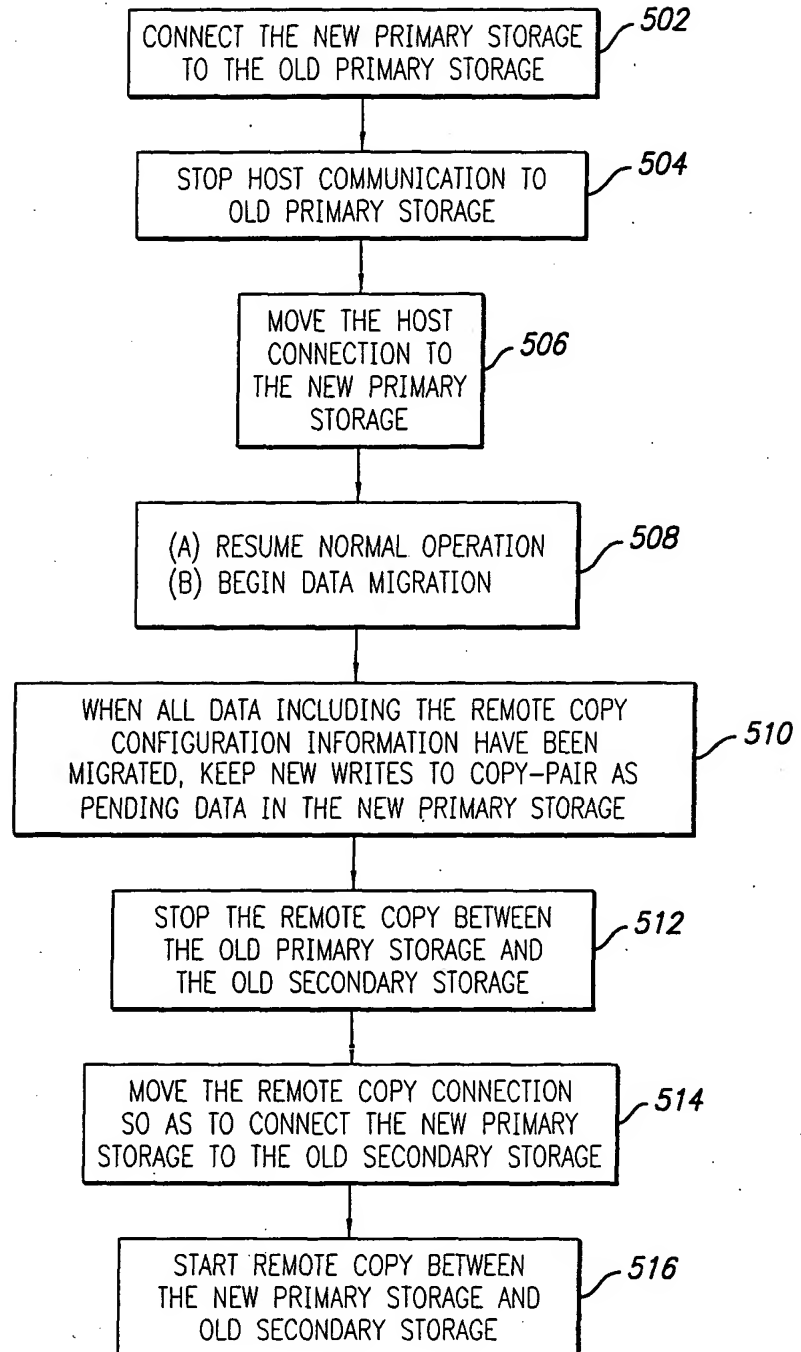 CONNECT THE NEW PRIMARY STORAGE
TO THE OLD PRIMARY STORAGE
502
STOP HOST COMMUNICATION TO
OLD PRIMARY STORAGE
504
MOVE THE HOST
CONNECTION TO
THE NEW PRIMARY
STORAGE
506
(A) RESUME NORMAL OPERATION
(B) BEGIN DATA MIGRATION
508
WHEN ALL DATA INCLUDING THE REMOTE COPY
CONFIGURATION INFORMATION HAVE BEEN
MIGRATED, KEEP NEW WRITES TO COPY-PAIR AS
PENDING DATA IN THE NEW PRIMARY STORAGE
510
STOP THE REMOTE COPY BETWEEN
THE OLD PRIMARY STORAGE AND
THE OLD SECONDARY STORAGE
512
MOVE THE REMOTE COPY CONNECTION
SO AS TO CONNECT THE NEW PRIMARY
STORAGE TO THE OLD SECONDARY STORAGE
514
START REMOTE COPY BETWEEN
THE NEW PRIMARY STORAGE AND
OLD SECONDARY STORAGE
516